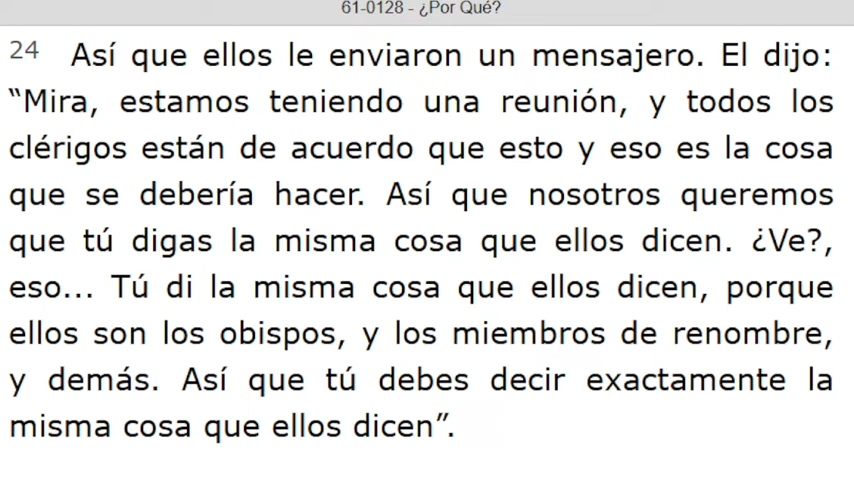 61-0128 - ¿Por Qué?
24 Así que ellos le enviaron un mensajero. El dijo:
“Mira, estamos teniendo una reunión, y todos los
clérigos están de acuerdo que esto y eso es la cosa
que se debería hacer. Así que nosotros queremos
que tú digas la misma cosa que ellos dicen. ¿Ve?,
eso... Tú di la misma cosa que ellos dicen, porque
ellos son los obispos, y los miembros de renombre,
y demás. Así que tú debes decir exactamente la
misma cosa que ellos dicen”.